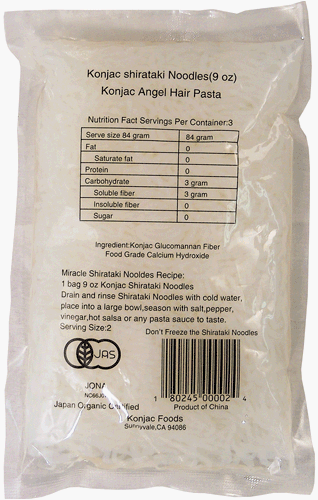 Konjac shirataki Noodles(9 oz)
Konjac Angel Hair Pasta
Nutrition Fact Servings Per Container:3
Serve size 84 gram 84 gram
Fat 0
Saturate fat 0
Protein 0
Carbohydrate 3 gram
Soluble fiber 3 gram
Insoluble fiber 0
Sugar 0
Ingredient:Konjac Glucomannan Fiber
Food Grade Calcium Hydroxide
Miracle Shirataki Nooldes Recipe:
1 bag 9 oz Konjac Shirataki Noodles
Drain and rinse Shirataki Noodles with cold water,
place into a large bowl,season with salt,pepper,
vinegar,hot salsa or any pasta sauce to taste.
Serving Size:2
Don't Freeze the Shirataki Noodles
JAS
JONA
Japan Organic Certified
1 80245 00002 4
Product of China
Konjac Foods
Sunnyvale,CA 94086